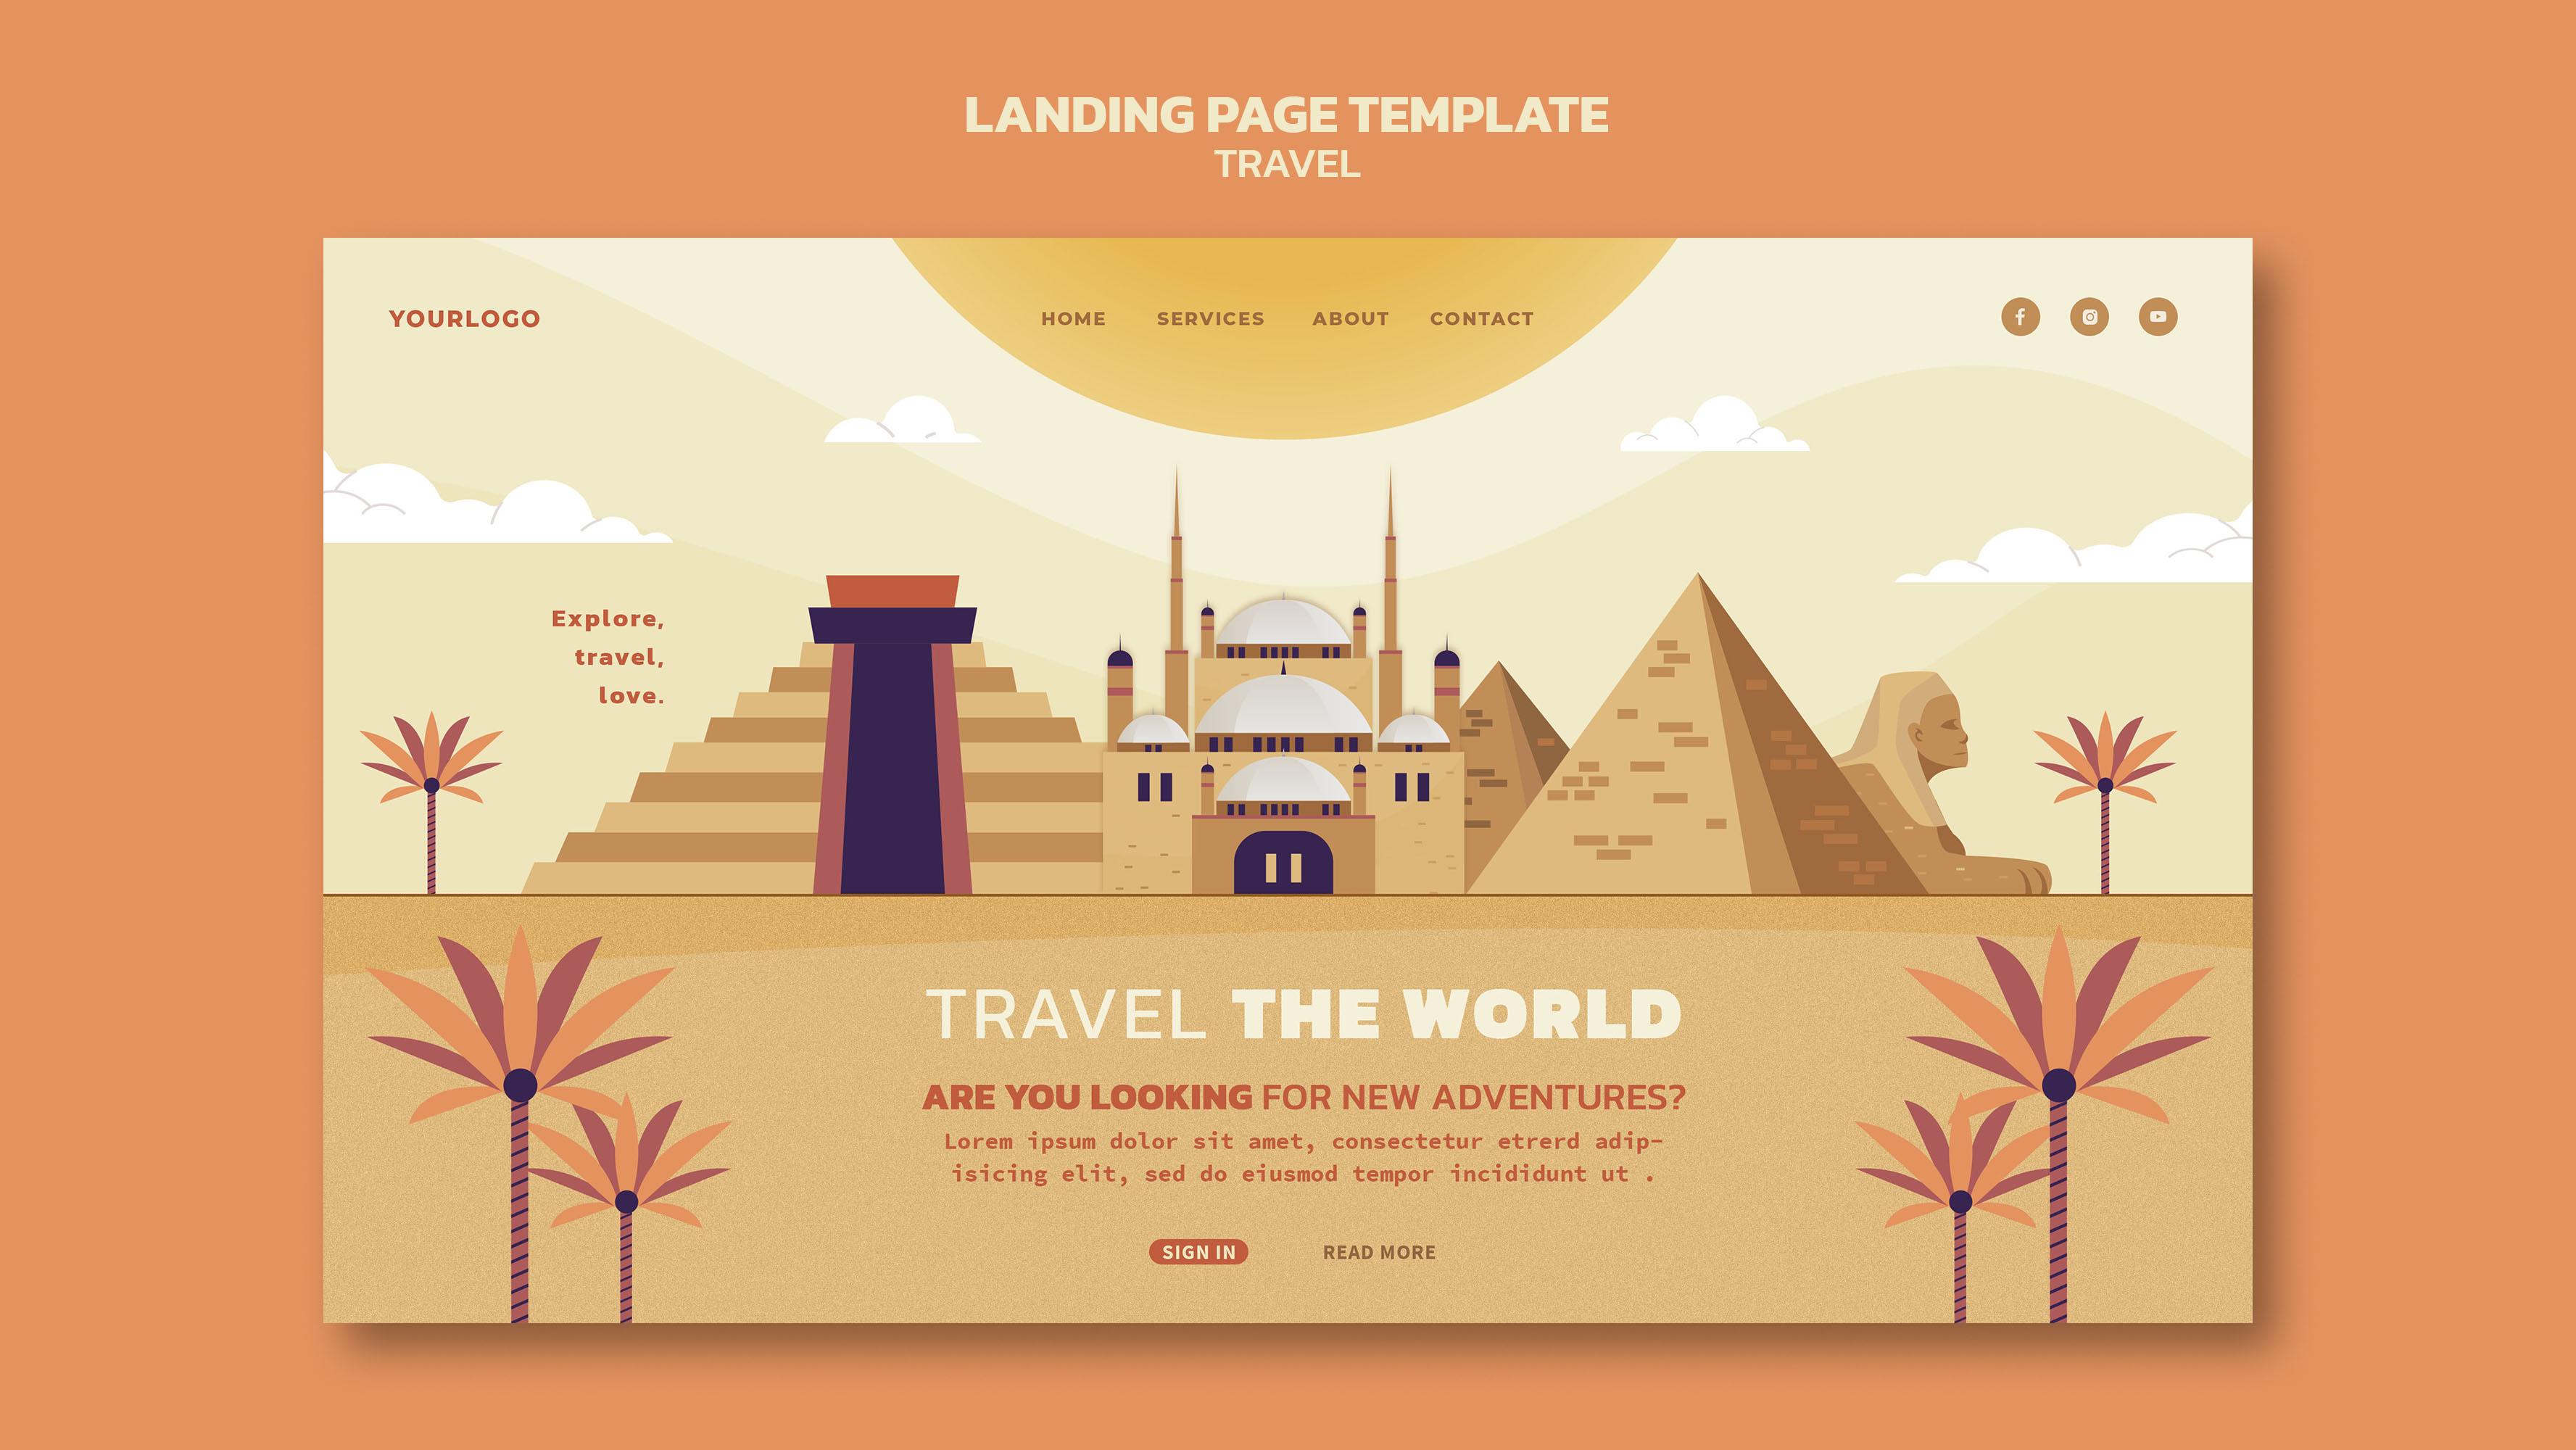 LANDING PAGE TEMPLATE
TRAVEL
YOURLOGO
HOME SERVICES ABOUT CONTACT
Explore,
travel,
love.
TRAVEL THE WORLD
ARE YOU LOOKING FOR NEW ADVENTURES?
Lorem ipsum dolor sit amet, consectetur etrerd adip-
isicing elit, sed do eiusmod tempor incididunt ut .
SIGN IN READ MORE